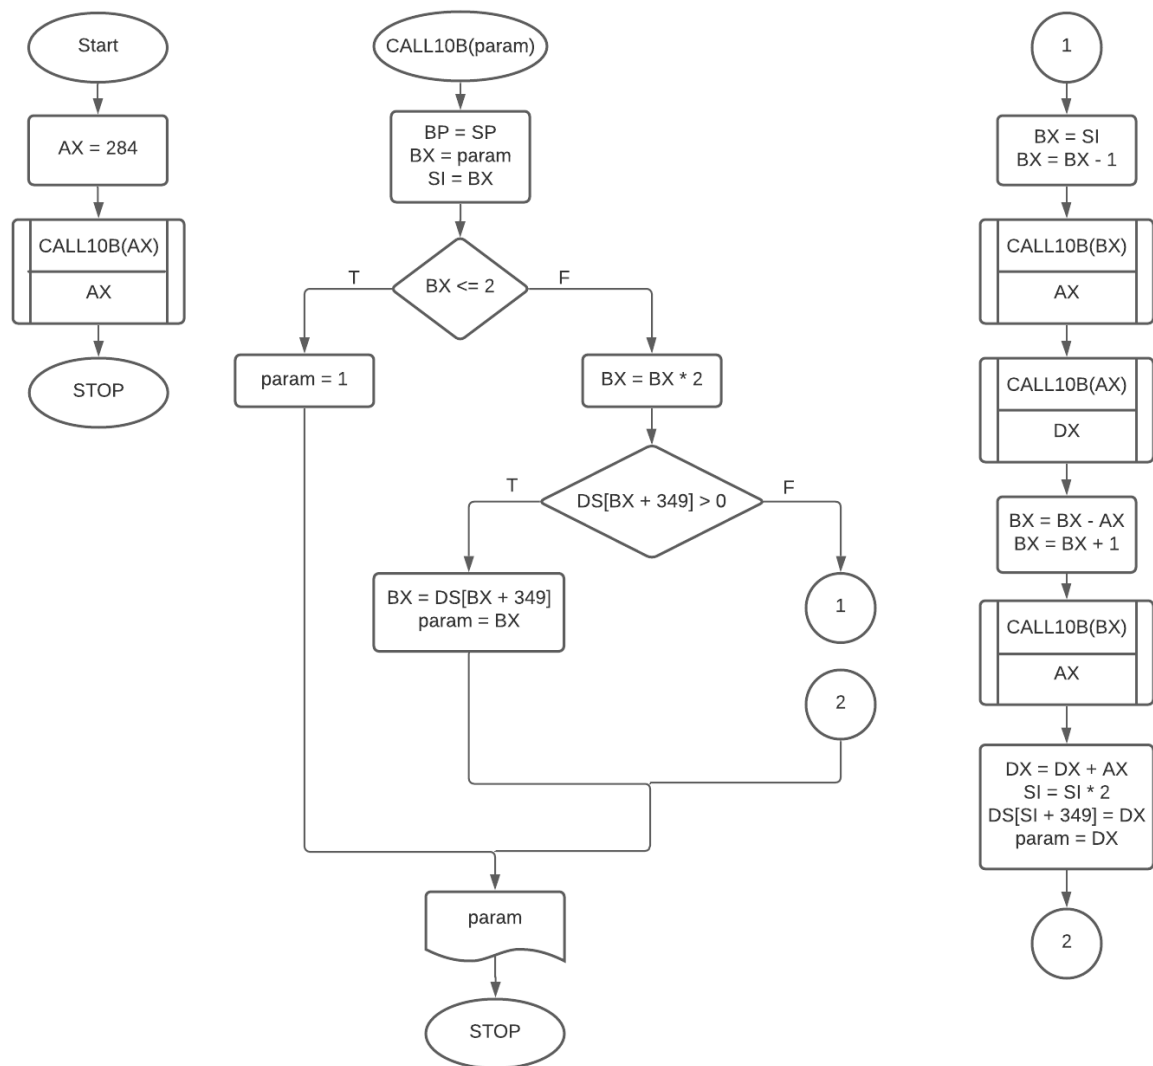 Start
AX = 284
CALL10B(AX)
AX
STOP
CALL10B(param)
BP = SP
BX = param
SI = BX
BX <= 2
T
F
param = 1
BX = BX * 2
DS[BX + 349] > 0
T
F
BX = DS[BX + 349]
param = BX
1
2
param
STOP
1
BX = SI
BX = BX - 1
CALL10B(BX)
AX
CALL10B(AX)
DX
BX = BX - AX
BX = BX + 1
CALL10B(BX)
AX
DX = DX + AX
SI = SI * 2
DS[SI + 349] = DX
param = DX
2